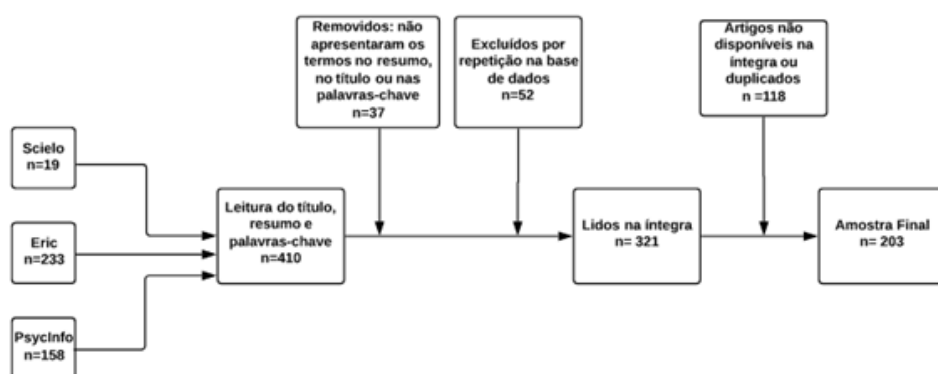 Scielo
n=19
Eric
n=233
PsycInfo
n=158
Leitura do título,
resumo e
palavras-chave
n=410
Removidos: não
apresentaram os
termos no resumo,
no título ou nas
palavras-chave
n=37
Excluídos por
repetição na base
de dados
n=52
Lidos na íntegra
n= 321
Artigos não
disponíveis na
íntegra ou
duplicados
n =118
Amostra Final
n= 203